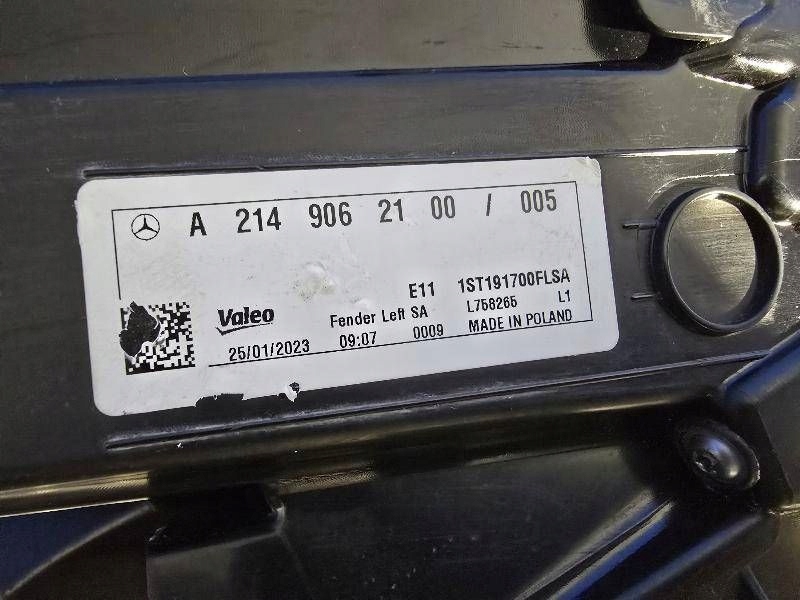 A 214 906 21 00 / 005
E11 1ST191700FLSA
Valeo Fender Left SA L758265 L1
25/01/2023 09:07 0009 MADE IN POLAND